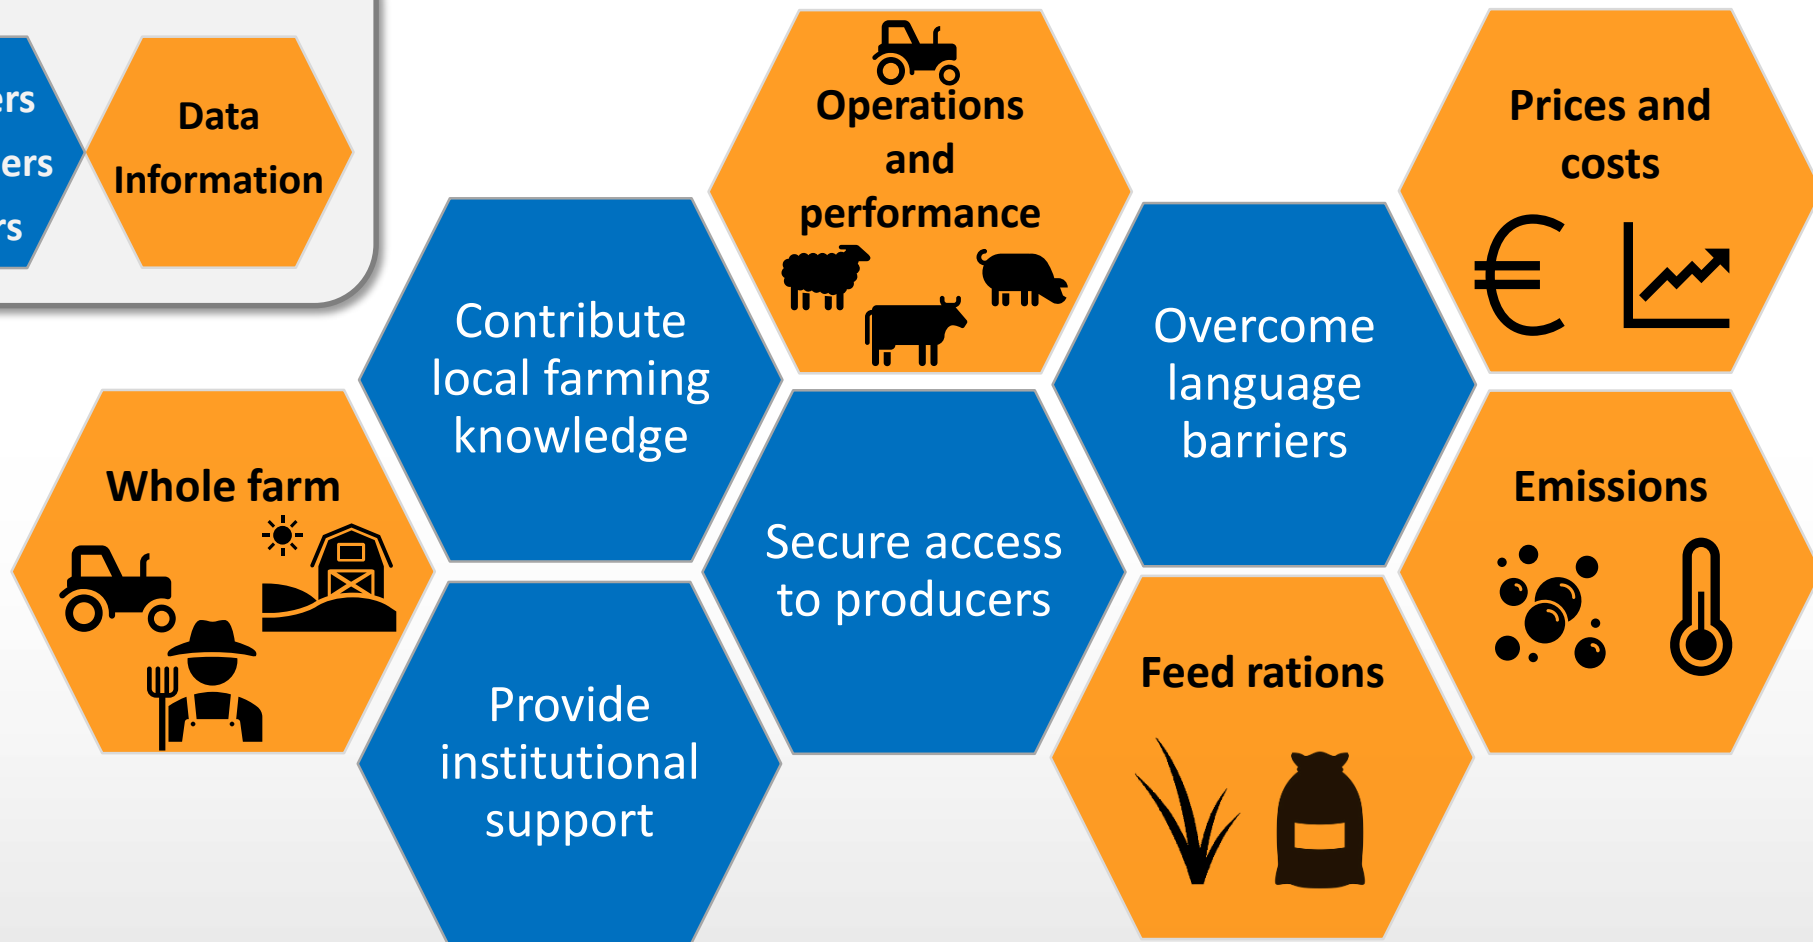 Data
Information
Operations
and
performance
Prices and
costs
Contribute
local farming
knowledge
Overcome
language
barriers
Whole farm
Secure access
to producers
Emissions
Provide
institutional
support
Feed rations